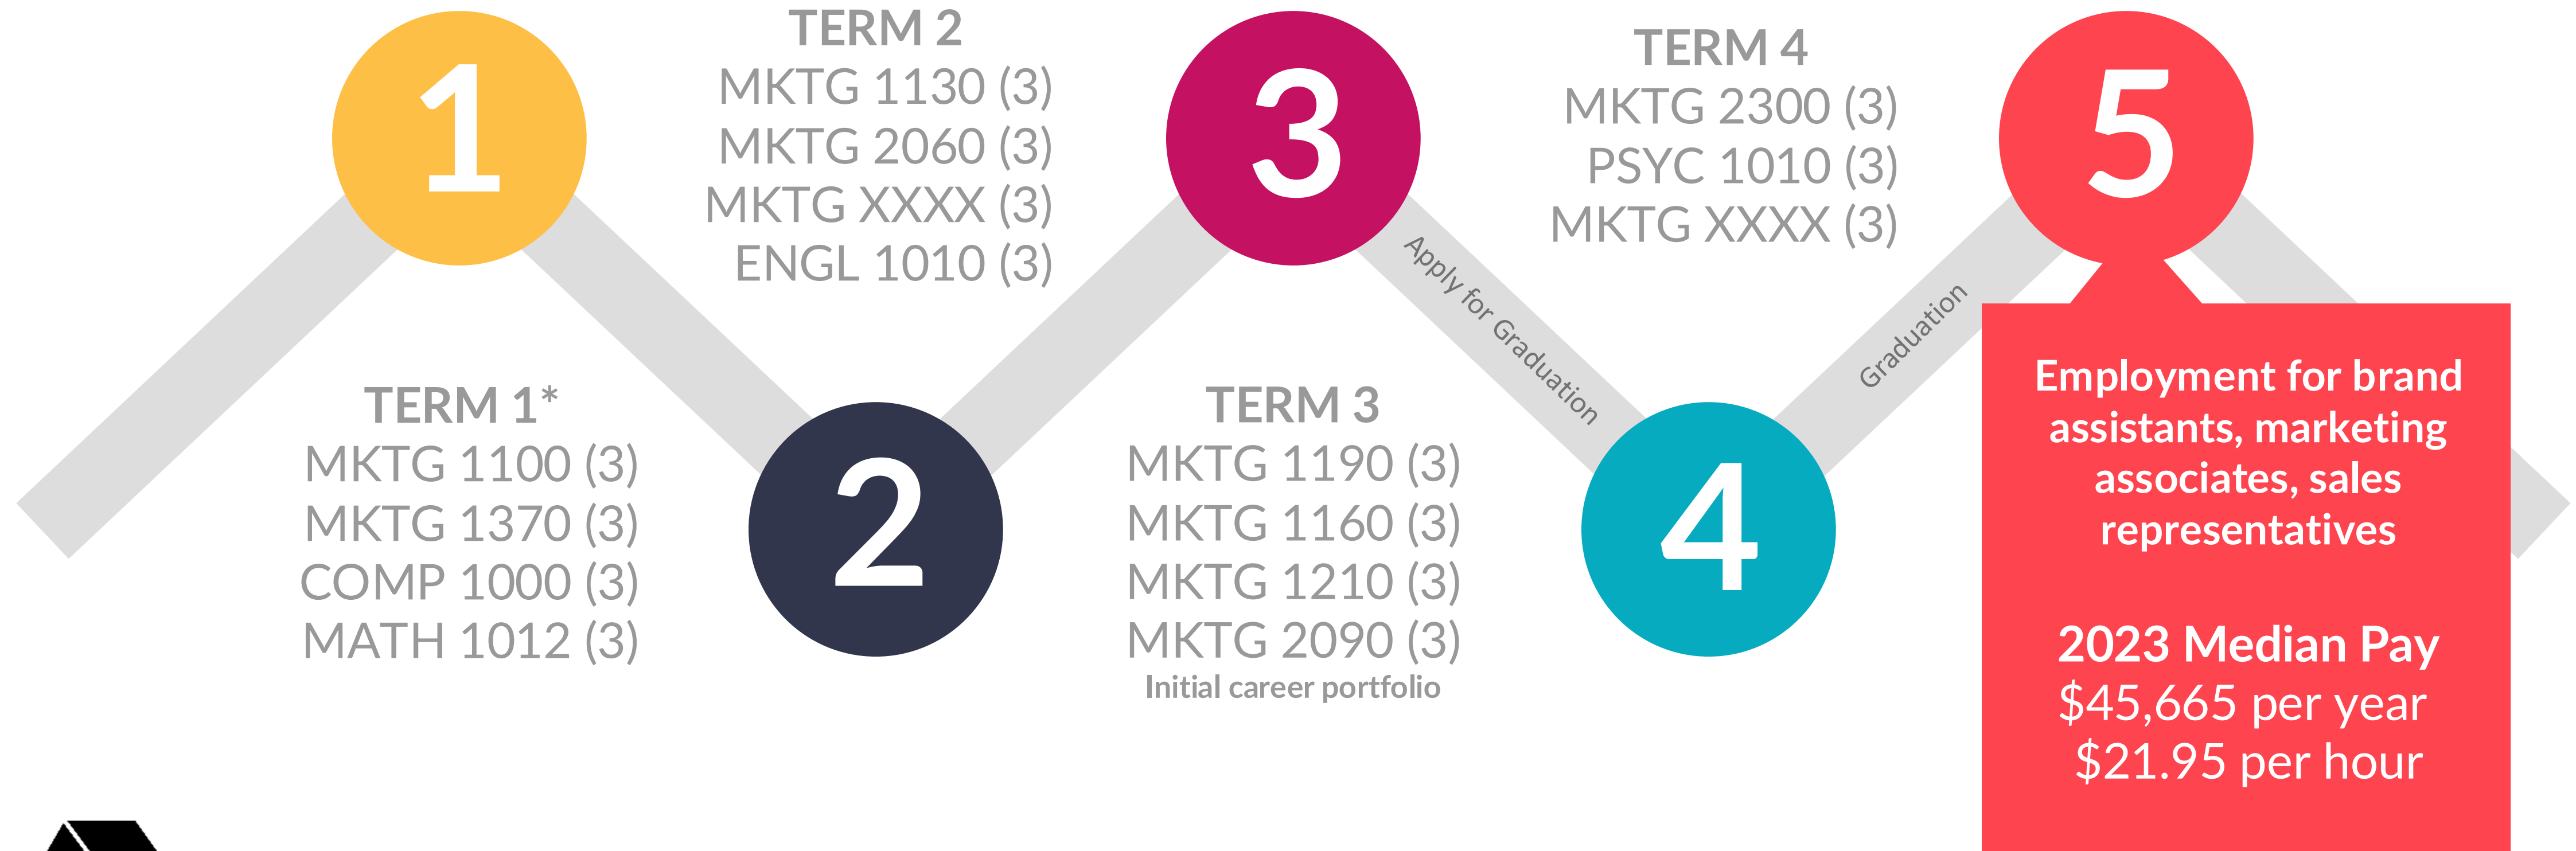 1
TERM 1*
MKTG 1100 (3)
MKTG 1370 (3)
COMP 1000 (3)
MATH 1012 (3)
TERM 2
MKTG 1130 (3)
MKTG 2060 (3)
MKTG XXXX (3)
ENGL 1010 (3)
2
3
TERM 3
MKTG 1190 (3)
MKTG 1160 (3)
MKTG 1210 (3)
MKTG 2090 (3)
Initial career portfolio
Apply for Graduation
TERM 4
MKTG 2300 (3)
PSYC 1010 (3)
MKTG XXXX (3)
4
Graduation
5
Employment for brand
assistants, marketing
associates, sales
representatives
2023 Median Pay
$45,665 per year
$21.95 per hour